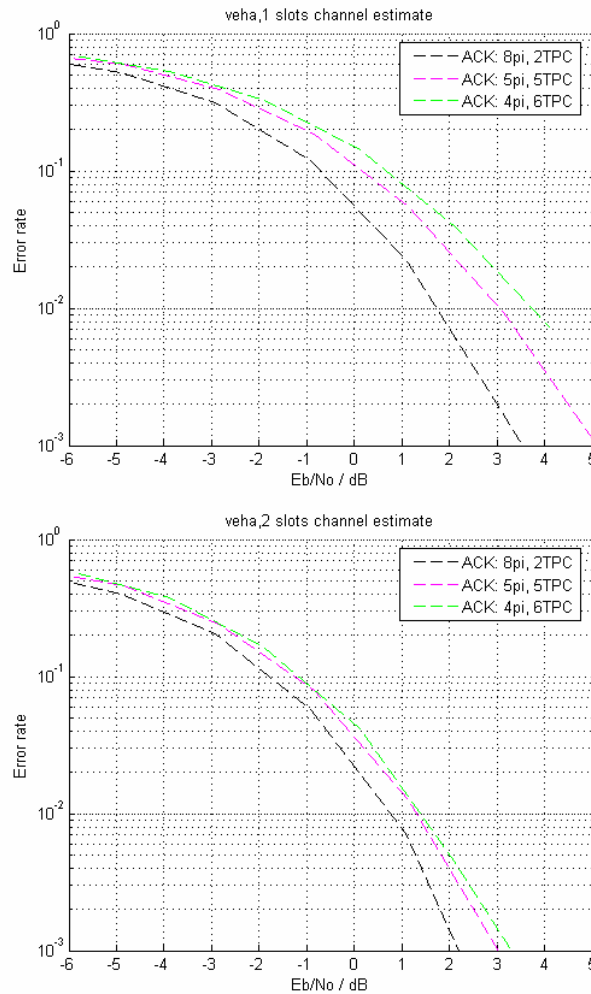 veha,1 slots channel estimate
10^0
10^-1
10^-2
10^-3
Error rate
ACK: 8pi, 2TPC
ACK: 5pi, 5TPC
ACK: 4pi, 6TPC
-6 -5 -4 -3 -2 -1 0 1 2 3 4 5
Eb/No / dB
veha,2 slots channel estimate
10^0
10^-1
10^-2
10^-3
Error rate
ACK: 8pi, 2TPC
ACK: 5pi, 5TPC
ACK: 4pi, 6TPC
-6 -5 -4 -3 -2 -1 0 1 2 3 4 5
Eb/No / dB